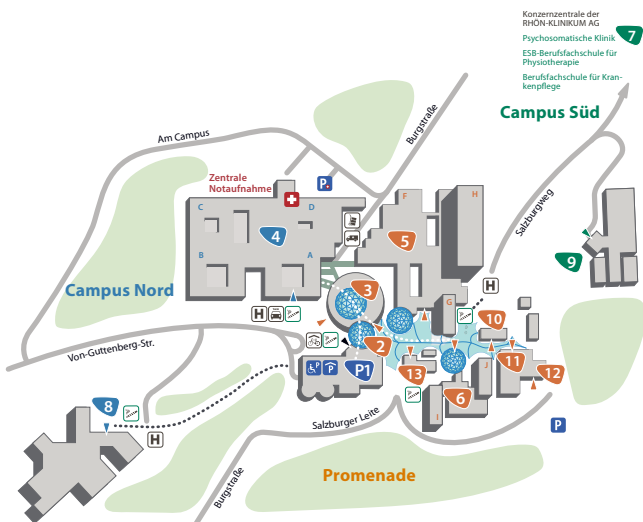 Konzernzentrale der
RHÖN-KLINIKUM AG
Psychosomatische Klinik
7
ESB-Berufsfachschule für
Physiotherapie
Berufsfachschule für Kran-
kenpflege
Campus Süd
Am Campus
Burgstraße
Zentrale
Notaufnahme
P
C
D
4
B
A
F
H
5
Salzburgweg
9
Campus Nord
3
G
H
H
10
2
Von-Guttenberg-Str.
P
P1
13
11
12
J
6
I
8
H
Salzburger Leite
P
Burgstraße
Promenade